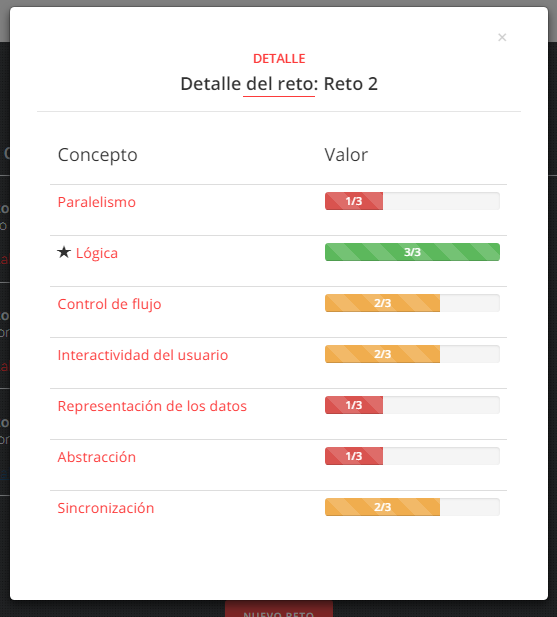 ×
DETALLE
Detalle del reto: Reto 2
Concepto Valor
Paralelismo 1/3
★ Lógica 3/3
Control de flujo 2/3
Interactividad del usuario 2/3
Representación de los datos 1/3
Abstracción 1/3
Sincronización 2/3
NUEVO RETO